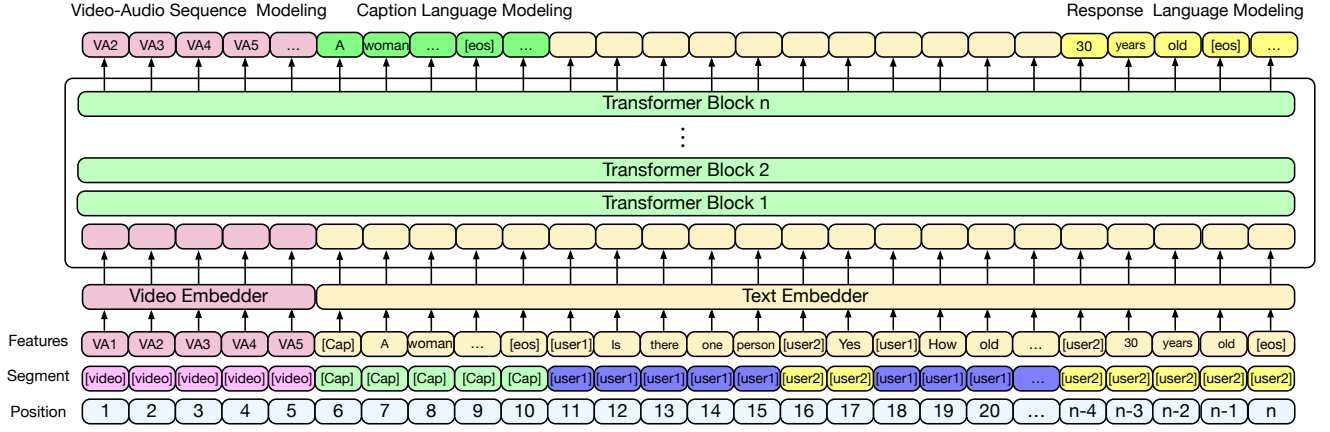 Video-Audio Sequence Modeling Caption Language Modeling Response Language Modeling
VA2 VA3 VA4 VA5 ... A woman ... [eos] ... 30 years old [eos] ...
Transformer Block n
⋮
Transformer Block 2
Transformer Block 1
Video Embedder Text Embedder
Features VA1 VA2 VA3 VA4 VA5 [Cap] A woman ... [eos] [user1] Is there one person [user2] Yes [user1] How old ... [user2] 30 years old [eos]
Segment [video] [video] [video] [video] [video] [Cap] [Cap] [Cap] [Cap] [Cap] [user1] [user1] [user1] [user1] [user1] [user2] [user2] [user1] [user1] [user1] ... [user2] [user2] [user2] [user2] [user2]
Position 1 2 3 4 5 6 7 8 9 10 11 12 13 14 15 16 17 18 19 20 ... n-4 n-3 n-2 n-1 n